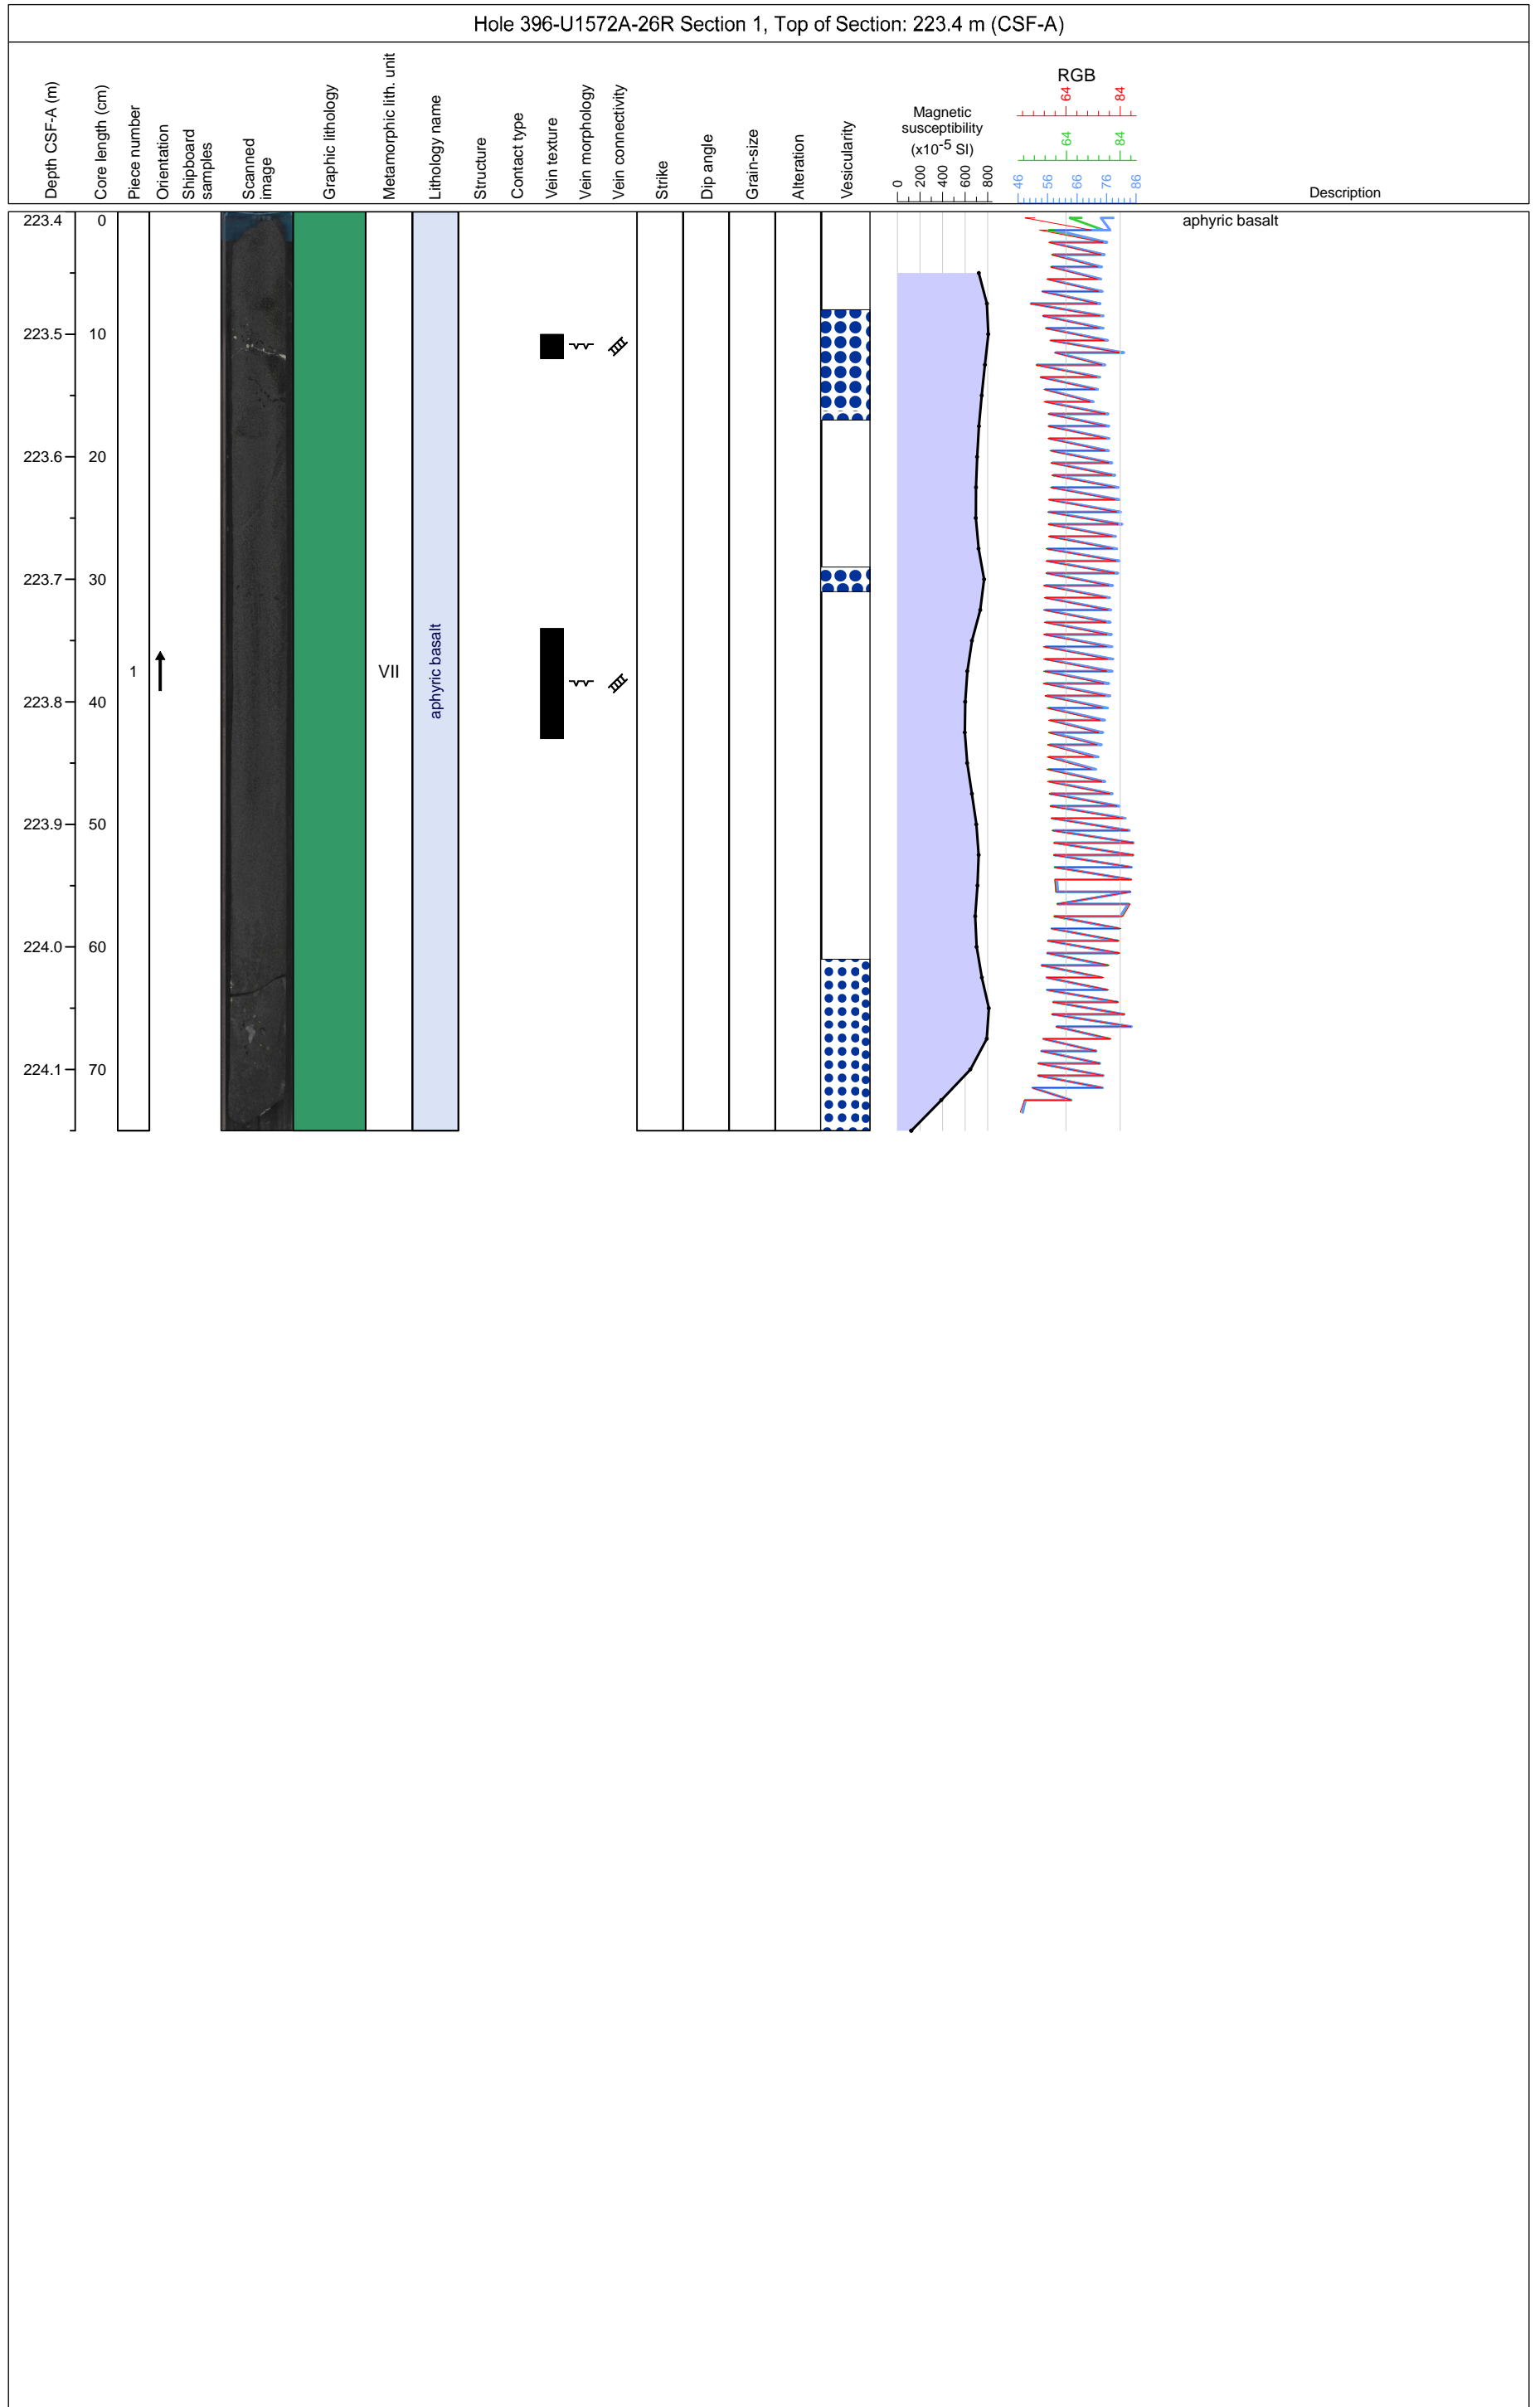 Hole 396-U1572A-26R Section 1, Top of Section: 223.4 m (CSF-A)
Depth CSF-A (m)
Core length (cm)
Piece number
Orientation
Shipboard
samples
Scanned
image
Graphic lithology
Metamorphic lith. unit
Lithology name
Structure
Contact type
Vein texture
Vein morphology
Vein connectivity
Strike
Dip angle
Grain-size
Alteration
Vesicularity
Magnetic
susceptibility
(x10-5 SI)
0 200 400 600 800
RGB
64 84
64 84
46 56 66 76 86
Description
223.4 0
aphyric basalt
223.5 10
223.6 20
223.7 30
1
VII
aphyric basalt
223.8 40
223.9 50
224.0 60
224.1 70